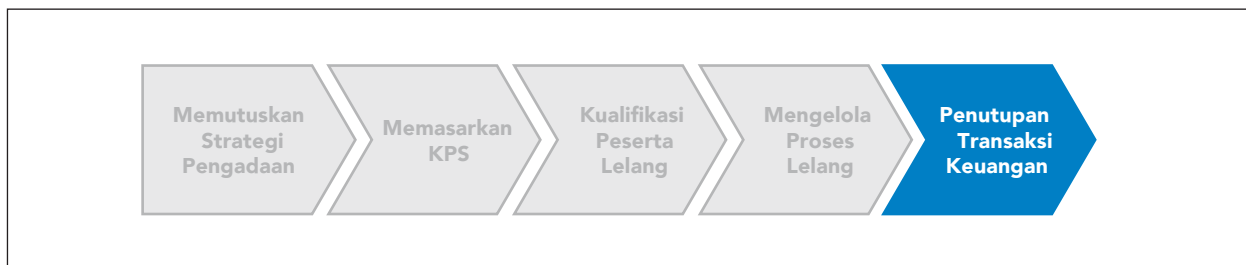 Memutuskan
Strategi
Pengadaan
Memasarkan
KPS
Kualifikasi
Peserta
Lelang
Mengelola
Proses
Lelang
Penutupan
Transaksi
Keuangan